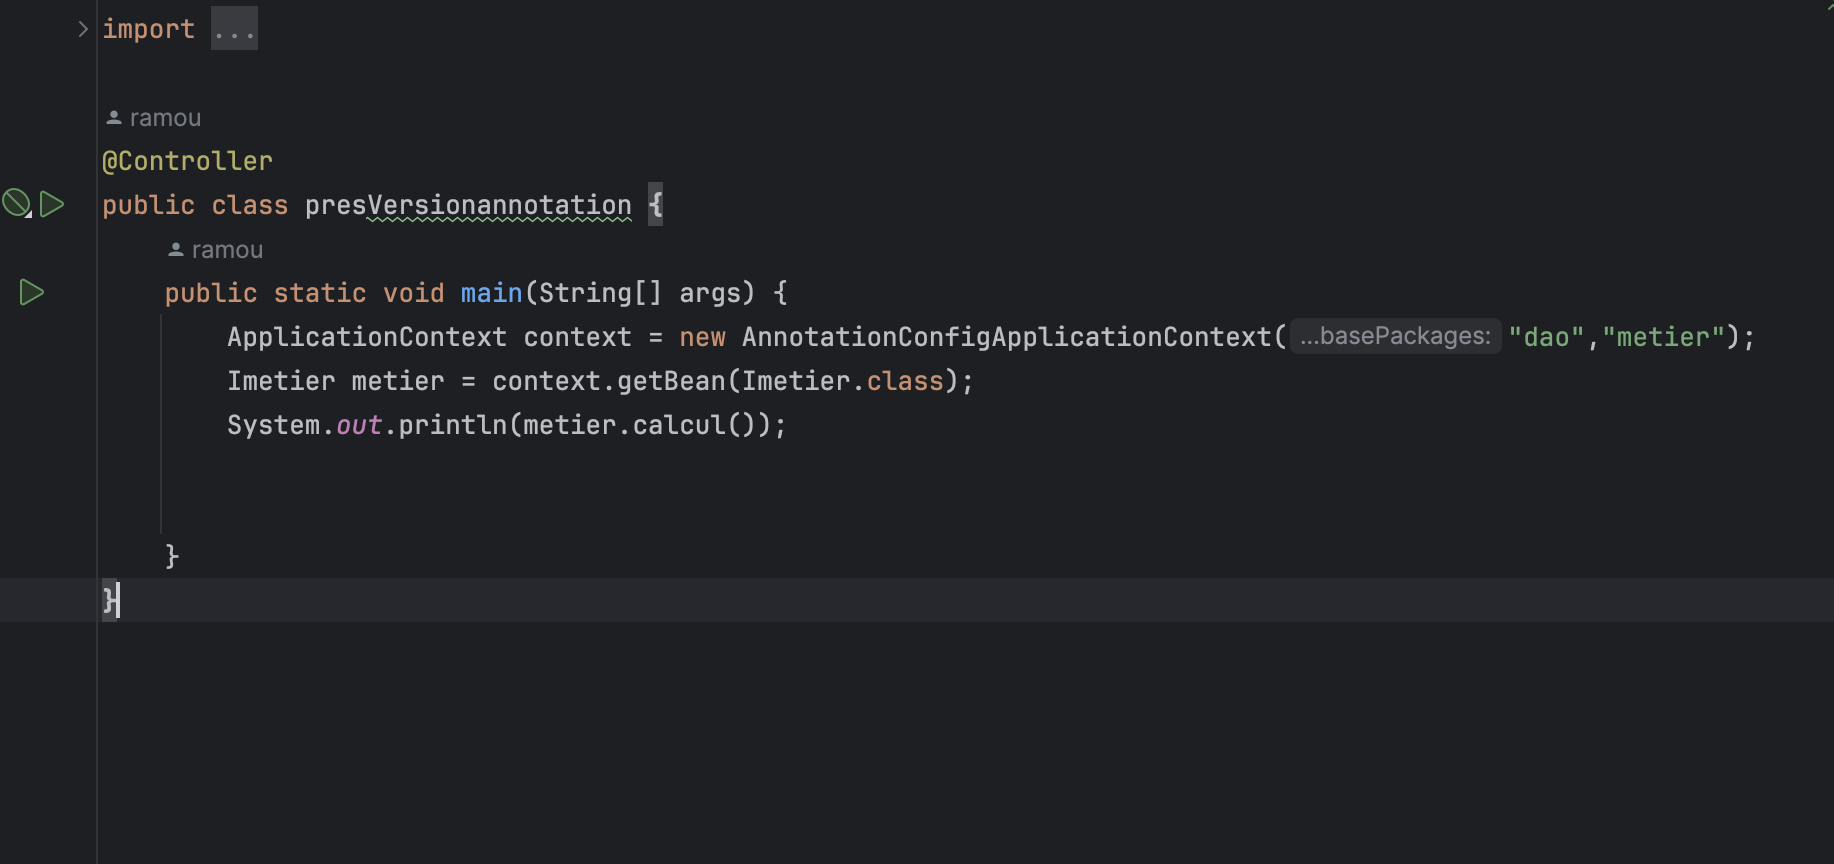 import ...
ramou
@Controller
public class presVersionannotation {
ramou
public static void main(String[] args) {
ApplicationContext context = new AnnotationConfigApplicationContext( ...basePackages: "dao","metier");
Imetier metier = context.getBean(Imetier.class);
System.out.println(metier.calcul());
}
}